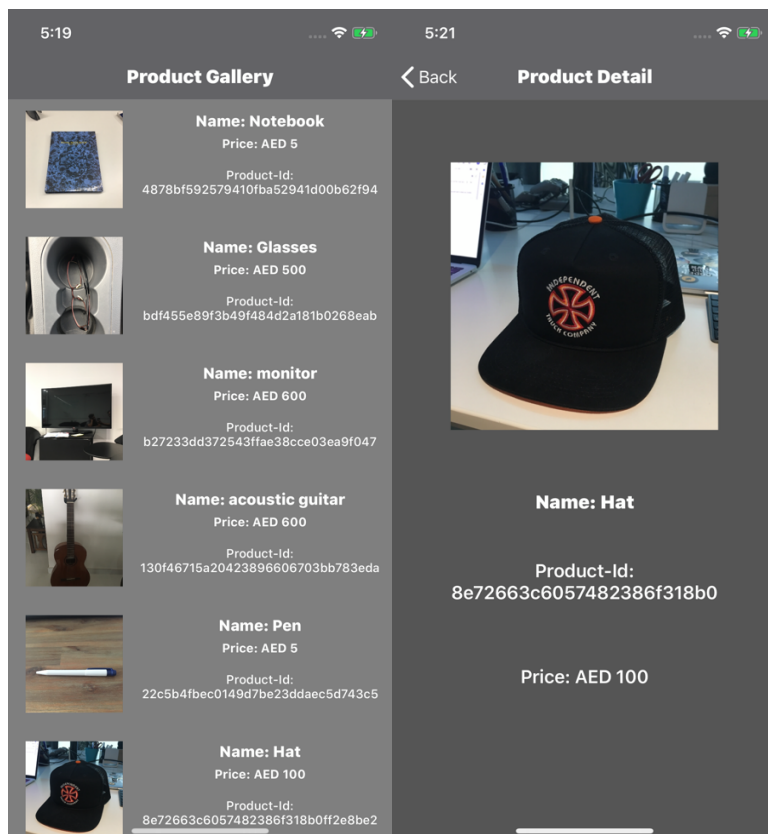 5:19
Product Gallery
Name: Notebook
Price: AED 5
Product-Id:
4878bf592579410fba52941d00b62f94
Name: Glasses
Price: AED 500
Product-Id:
bdf455e89f3b49f484d2a181b0268eab
Name: monitor
Price: AED 600
Product-Id:
b27233dd372543ffae38cce03ea9f047
Name: acoustic guitar
Price: AED 600
Product-Id:
130f46715a20423896606703bb783eda
Name: Pen
Price: AED 5
Product-Id:
22c5b4fbec0149d7be23ddaec5d743c5
Name: Hat
Price: AED 100
Product-Id:
8e72663c6057482386f318b0ff2e8be2
5:21
Back
Product Detail
INDEPENDENT
TRUCK COMPANY
Name: Hat
Product-Id:
8e72663c6057482386f318b0
Price: AED 100